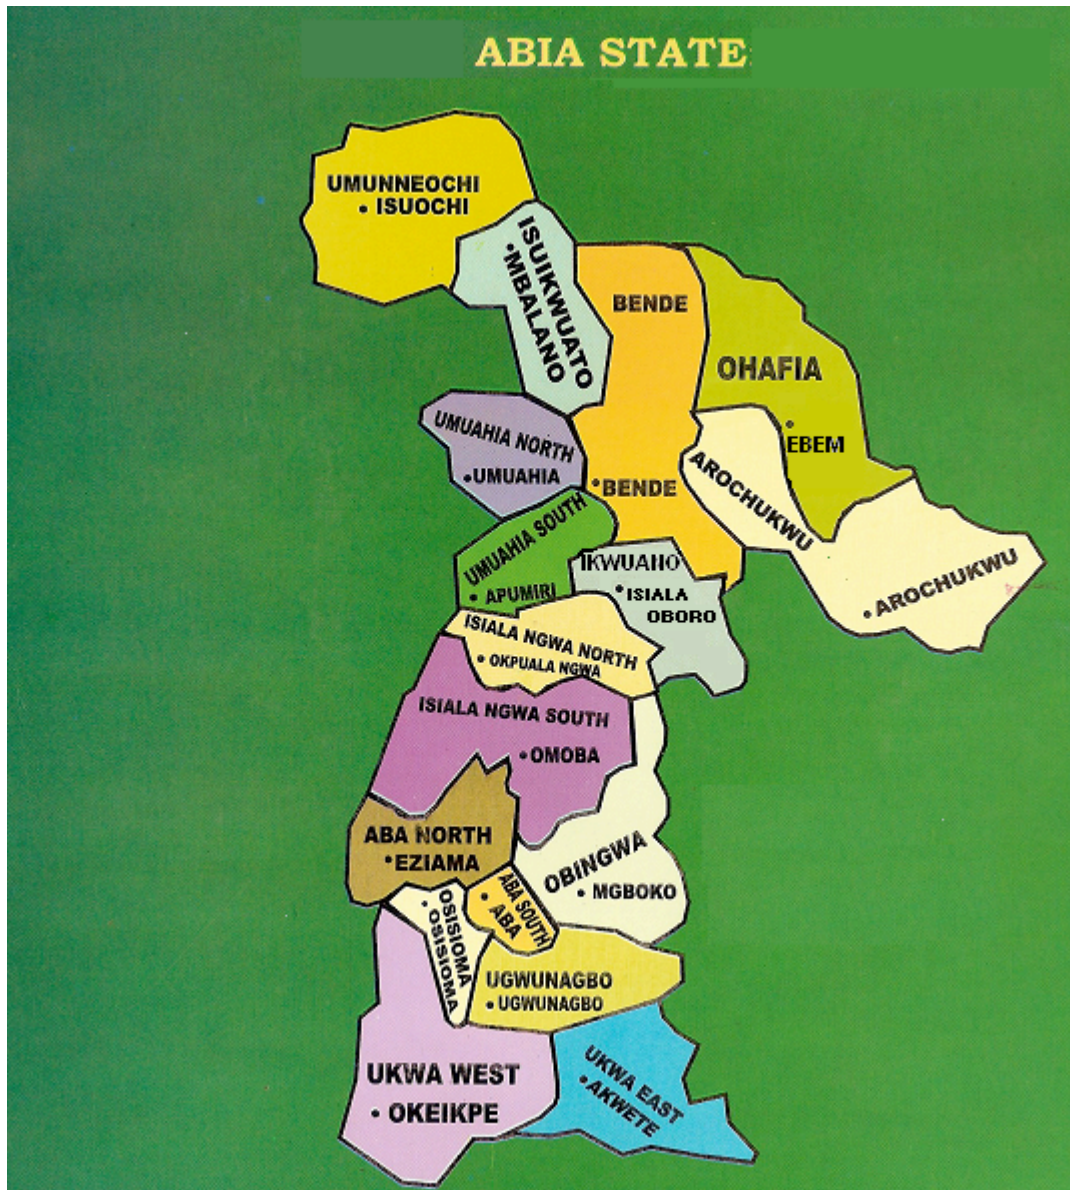 ABIA STATE
UMUNNEOCHI
ISUOCHI
ISUIKWUATO
MBALANO
BENDE
OHAFIA
EBEM
UMUAHIA NORTH
UMUAHIA
BENDE
AROCHUKWU
AROCHUKWU
UMUAHIA SOUTH
APUMIRI
IKWUANO
ISIALA
OBORO
ISIALA NGWA NORTH
OKPUALA NGWA
ISIALA NGWA SOUTH
OMOBA
ABA NORTH
EZIAMA
OBINGWA
MGBOKO
ABA SOUTH
ABA
OSISIOMA
OSISIOMA
UGWUNAGBO
UGWUNAGBO
UKWA WEST
OKEIKPE
UKWA EAST
AKWETE